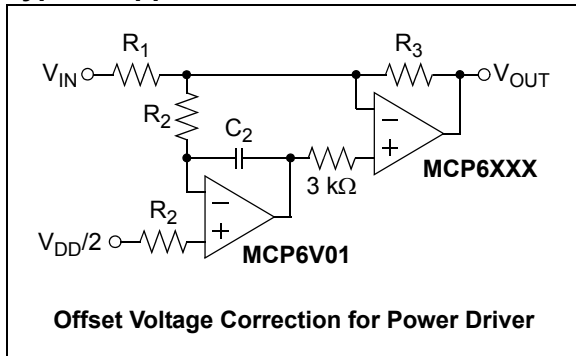 R1 R3
VIN VOUT
R2
C2
−
+
3 kΩ MCP6XXX
R2 −
VDD/2 +
MCP6V01
Offset Voltage Correction for Power Driver